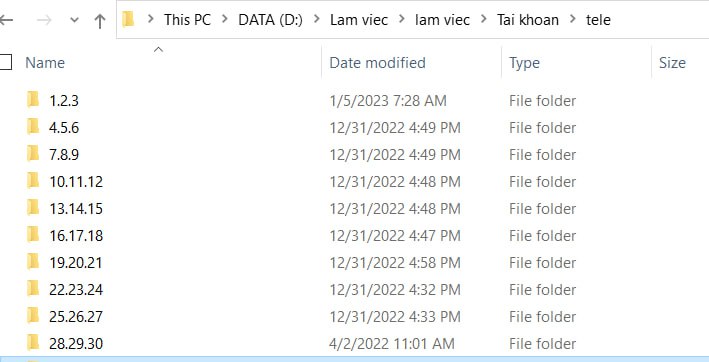 This PC > DATA (D:) > Lam viec > lam viec > Tai khoan > tele
Name Date modified Type Size
1.2.3 1/5/2023 7:28 AM File folder
4.5.6 12/31/2022 4:49 PM File folder
7.8.9 12/31/2022 4:49 PM File folder
10.11.12 12/31/2022 4:48 PM File folder
13.14.15 12/31/2022 4:48 PM File folder
16.17.18 12/31/2022 4:47 PM File folder
19.20.21 12/31/2022 4:58 PM File folder
22.23.24 12/31/2022 4:32 PM File folder
25.26.27 12/31/2022 4:33 PM File folder
28.29.30 4/2/2022 11:01 AM File folder